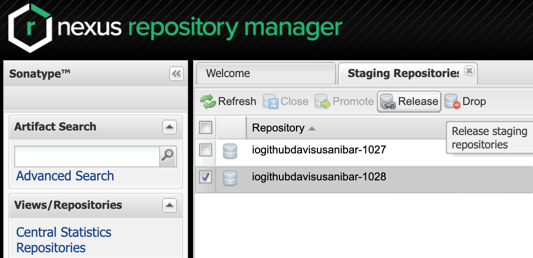 nexus repository manager
Sonatype™
Welcome
Staging Repositories
Refresh
Close
Promote
Release
Drop
Artifact Search
Repository
Release staging
repositories
iogithubdavisusanibar-1027
Advanced Search
iogithubdavisusanibar-1028
Views/Repositories
Central Statistics
Repositories